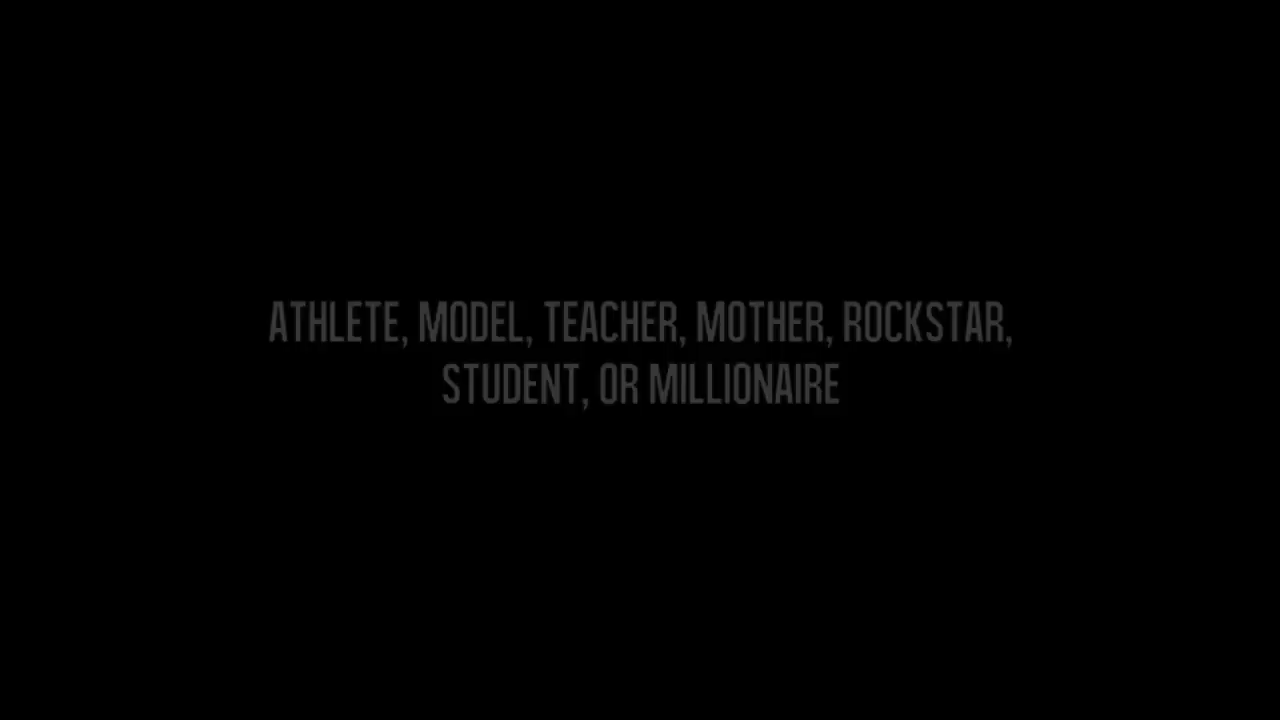 ATHLETE, MODEL, TEACHER, MOTHER, ROCKSTAR,
STUDENT, OR MILLIONAIRE